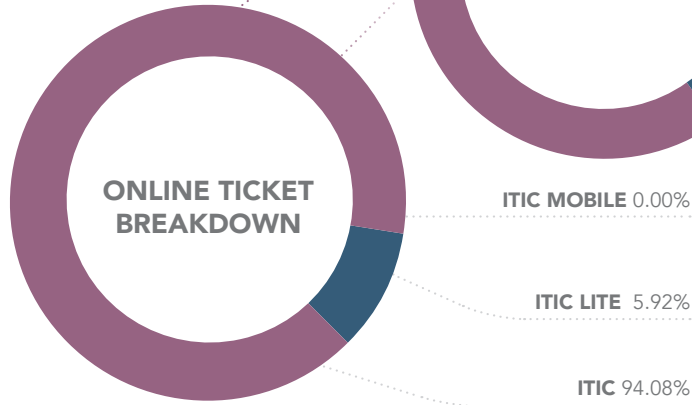 ONLINE TICKET
BREAKDOWN
ITIC MOBILE 0.00%
ITIC LITE 5.92%
ITIC 94.08%